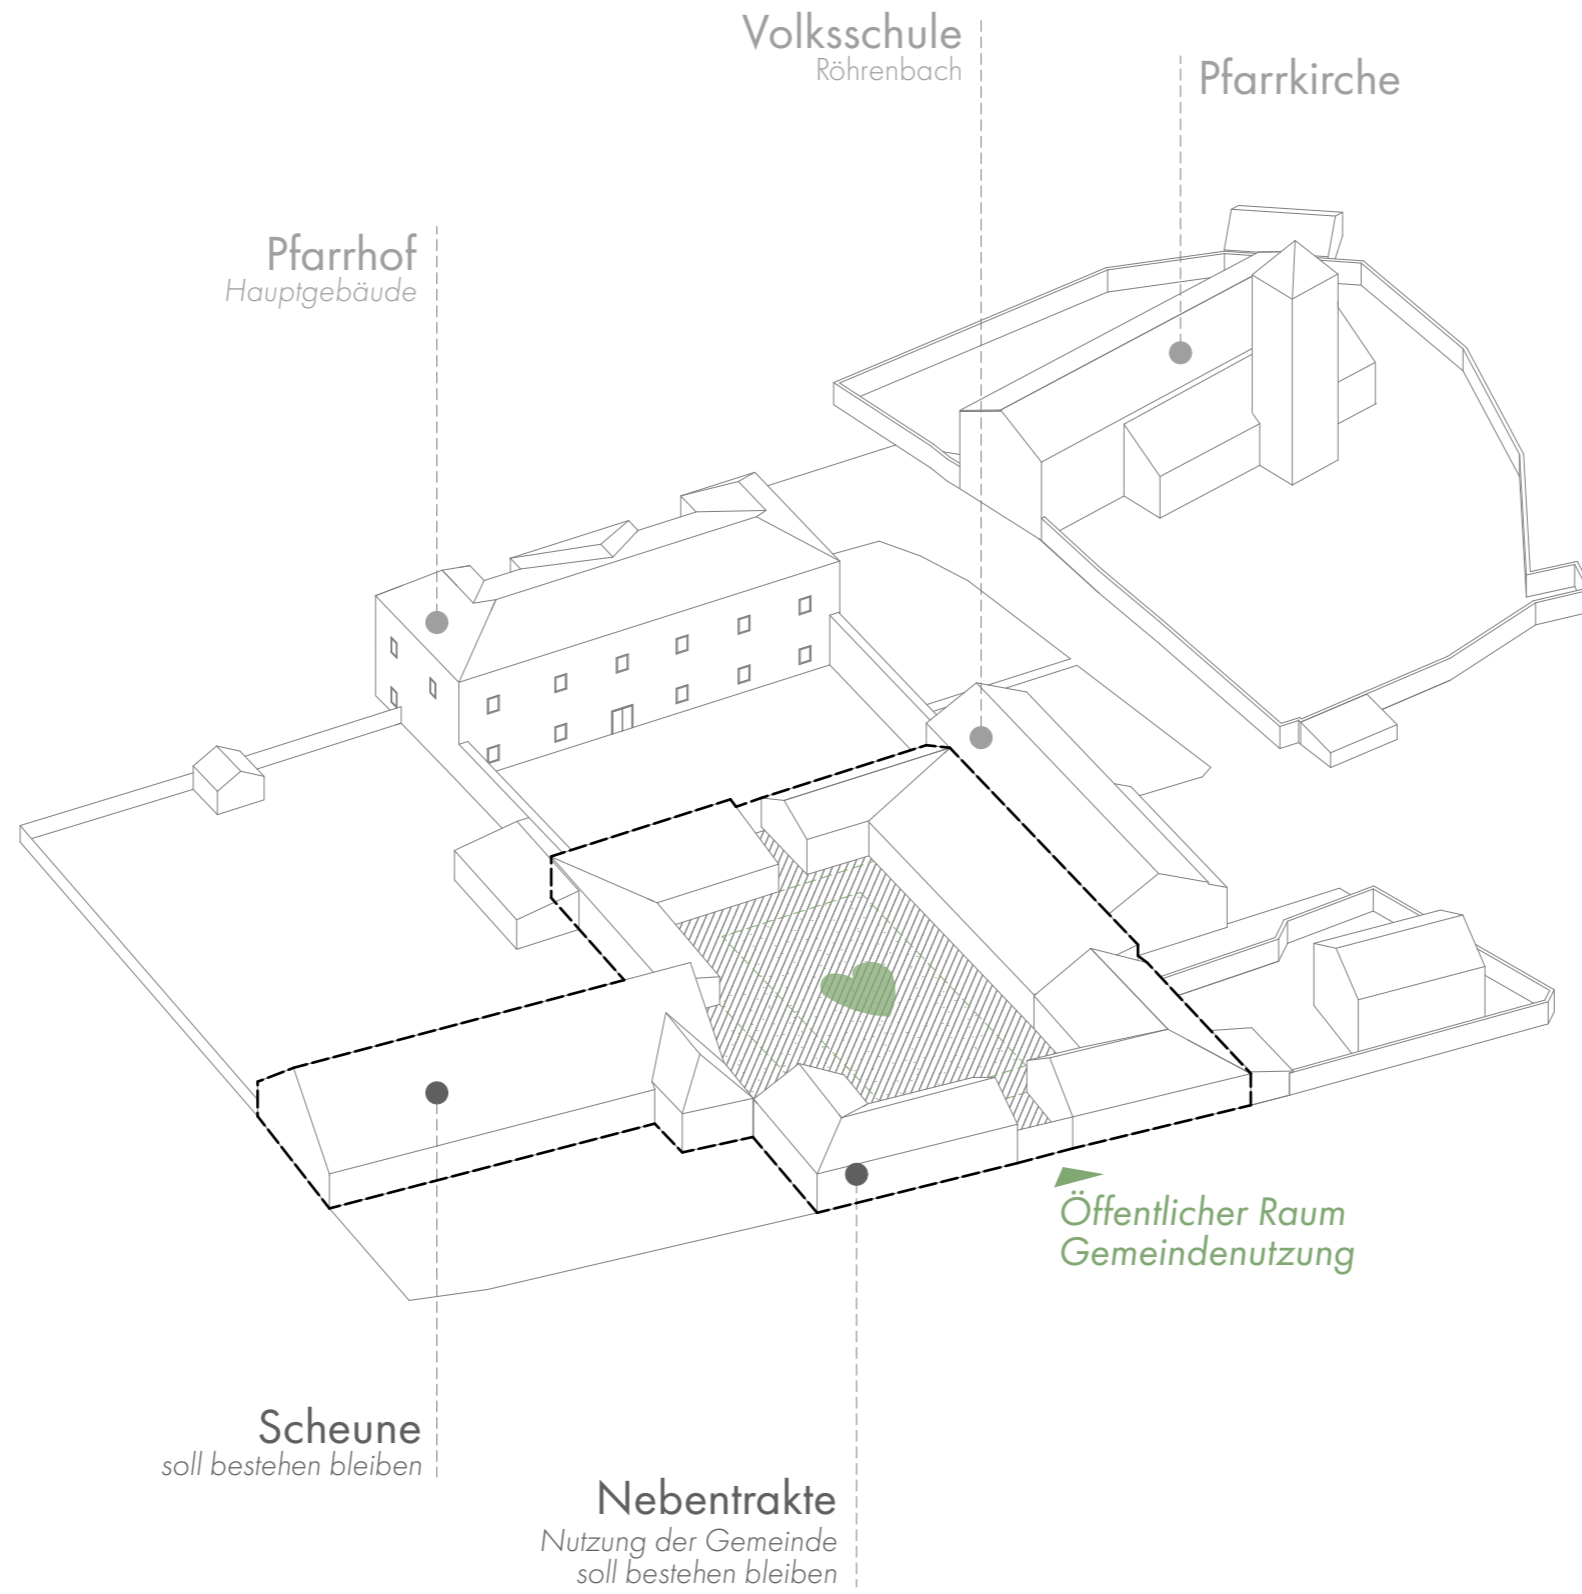 Volksschule
Röhrenbach
Pfarrkirche
Pfarrhof
Hauptgebäude
Öffentlicher Raum
Gemeindenutzung
Scheune
soll bestehen bleiben
Nebentrakte
Nutzung der Gemeinde
soll bestehen bleiben